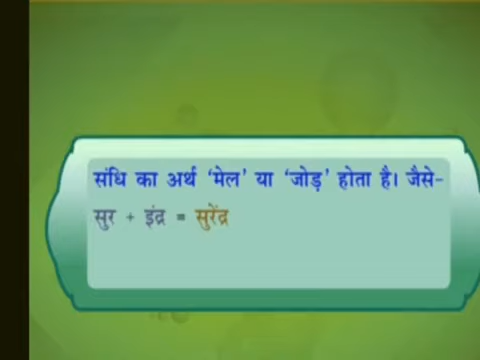 संधि का अर्थ ‘मेल’ या ‘जोड़’ होता है। जैसे-
सुर + इंद्र = सुरेंद्र